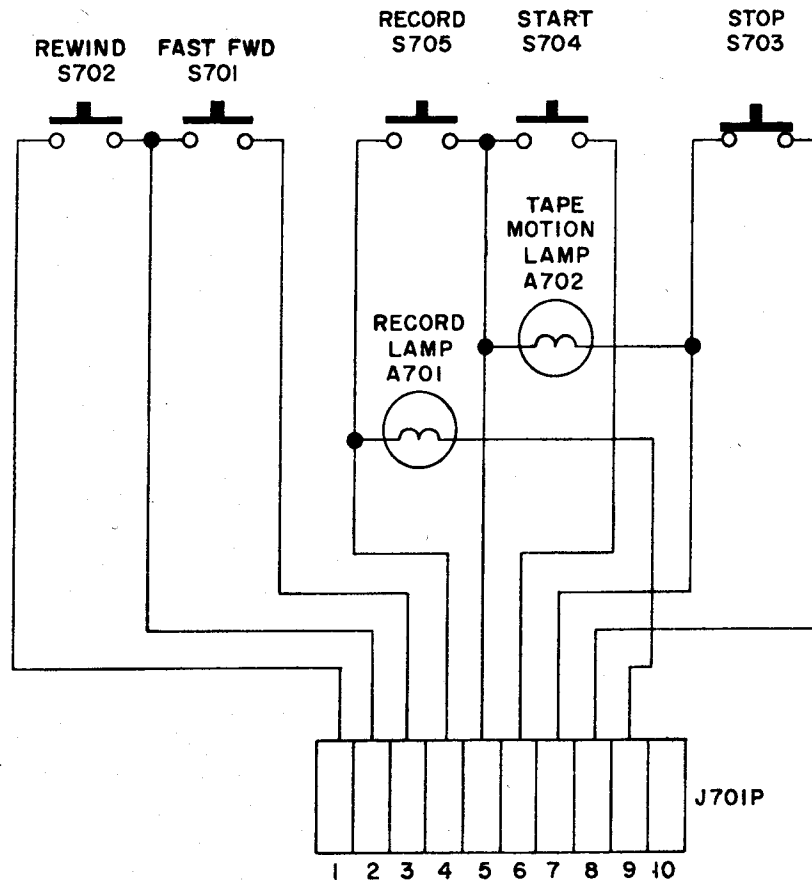 REWIND
S702
FAST FWD
S701
RECORD
S705
START
S704
STOP
S703
TAPE
MOTION
LAMP
A702
RECORD
LAMP
A701
J701P
1 2 3 4 5 6 7 8 9 10